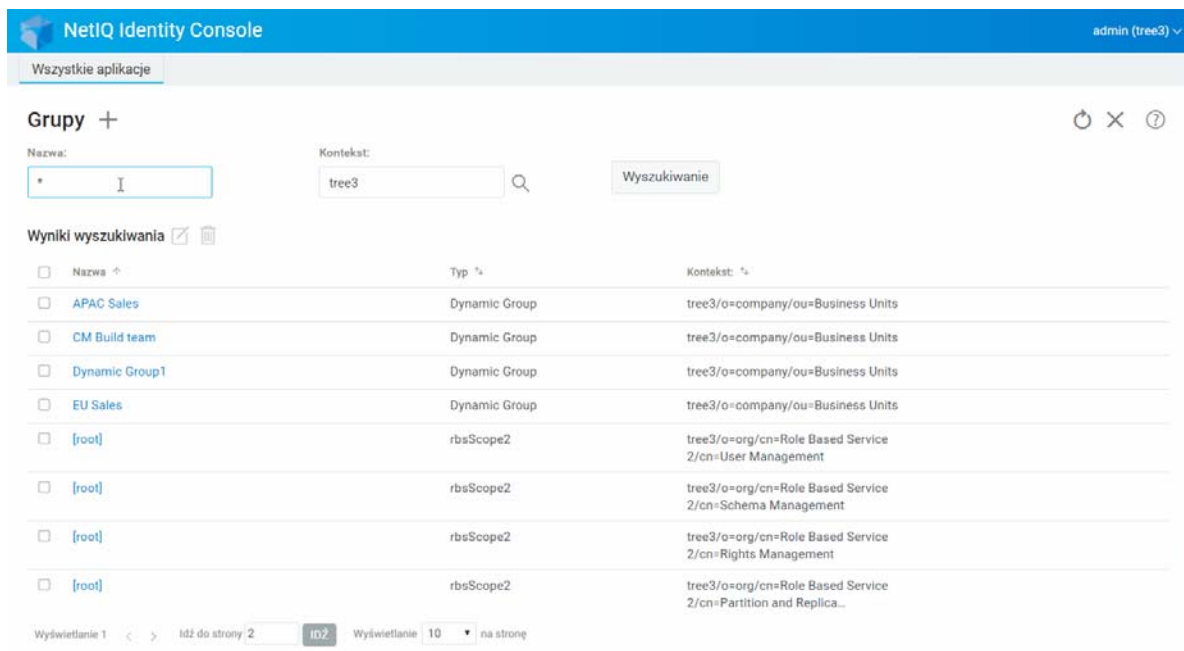 NetIQ Identity Console
admin (tree3)
Wszystkie aplikacje
Grupy
Nazwa:
Kontekst:
*
tree3
Wyszukiwanie
Wyniki wyszukiwania
Nazwa Typ Kontekst:
APAC Sales Dynamic Group tree3/o=company/ou=Business Units
CM Build team Dynamic Group tree3/o=company/ou=Business Units
Dynamic Group1 Dynamic Group tree3/o=company/ou=Business Units
EU Sales Dynamic Group tree3/o=company/ou=Business Units
[root] rbsScope2 tree3/o=org/cn=Role Based Service
2/cn=User Management
[root] rbsScope2 tree3/o=org/cn=Role Based Service
2/cn=Schema Management
[root] rbsScope2 tree3/o=org/cn=Role Based Service
2/cn=Rights Management
[root] rbsScope2 tree3/o=org/cn=Role Based Service
2/cn=Partition and Replica...
Wyświetlanie 1 < > Idź do strony 2 IDŹ Wyświetlanie 10 na stronę